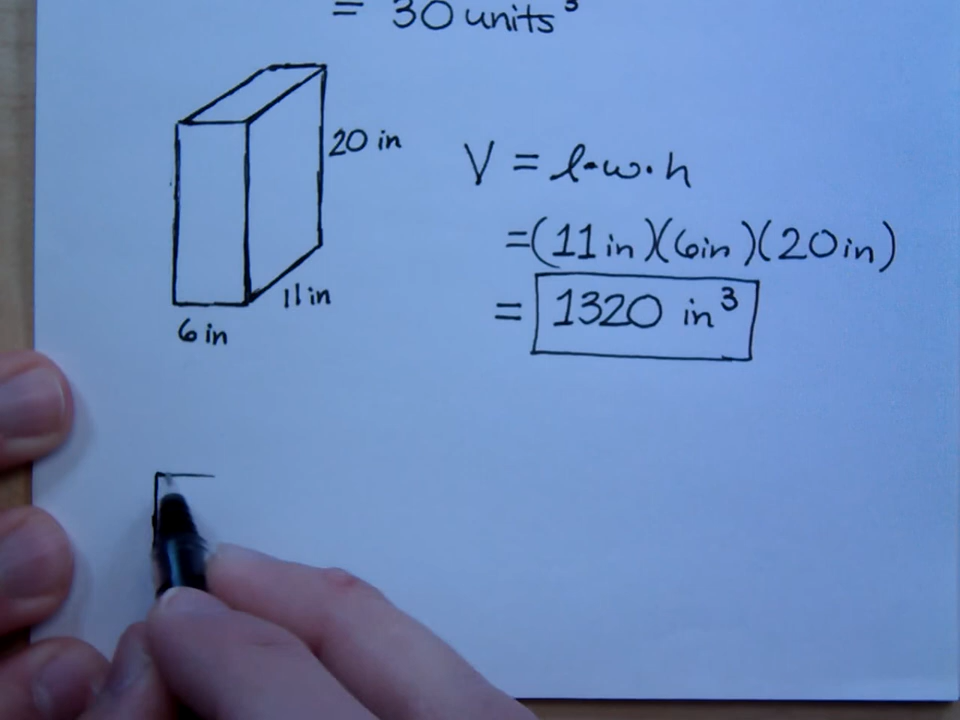 = 30 units³
20 in
11 in
6 in
V = l·w·h
=(11 in)(6in)(20in)
= 1320 in³